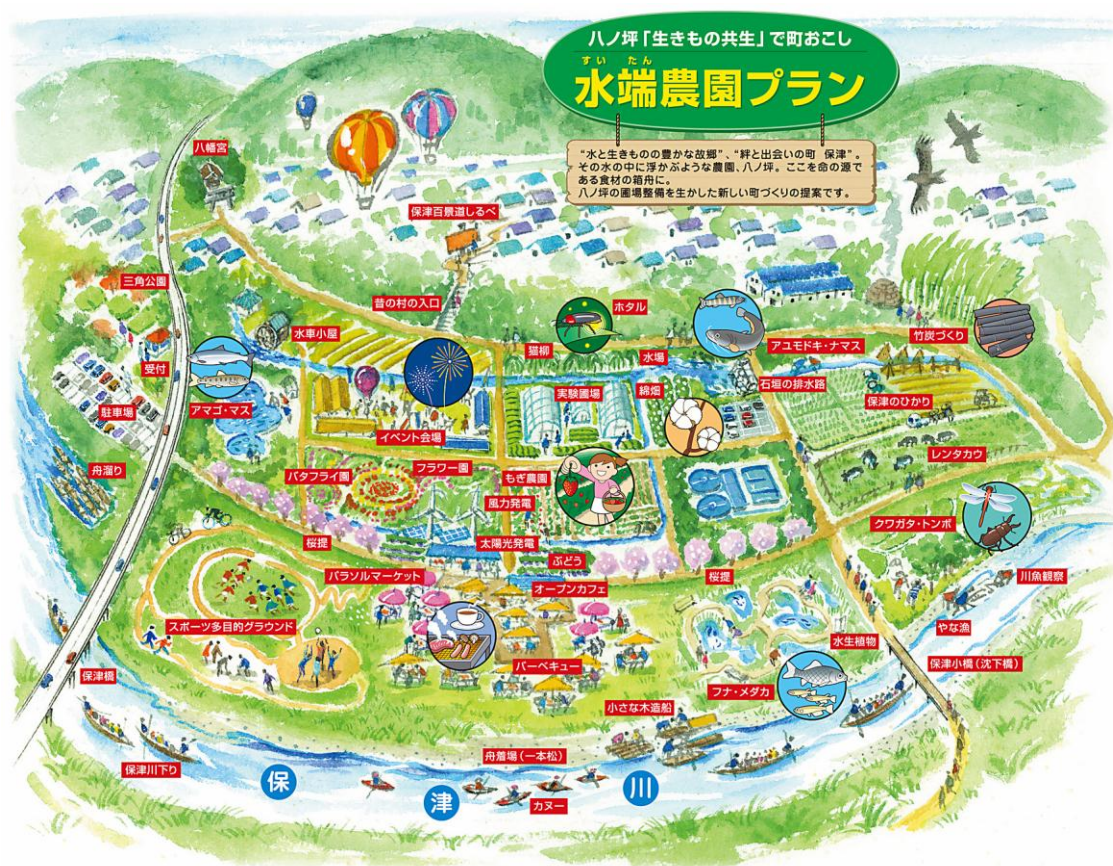 八ノ坪「生きもの共生」で町おこし
すいたん
水端農園プラン
“水と生きものの豊かな故郷”、“絆と出会いの町 保津”。
その水の中に浮かぶような農園、八ノ坪。ここを命の源で
ある食材の箱舟に。
八ノ坪の圃場整備を生かした新しい町づくりの提案です。
八幡宮
保津百景道しるべ
三角公園
昔の村の入口
ホタル
水車小屋
猫柳
水場
アユモドキ・ナマズ
竹炭づくり
受付
石垣の排水路
アマゴ・マス
実験圃場
綿畑
保津のひかり
駐車場
イベント会場
レンタカウ
舟溜り
バタフライ園
フラワー園
もぎ農園
風力発電
クワガタ・トンボ
桜提
太陽光発電
ぶどう
パラソルマーケット
オープンカフェ
桜提
川魚観察
スポーツ多目的グラウンド
やな漁
水生植物
バーベキュー
保津橋
保津小橋(沈下橋)
フナ・メダカ
小さな木造船
舟着場(一本松)
保津川下り
カヌー
保
津
川